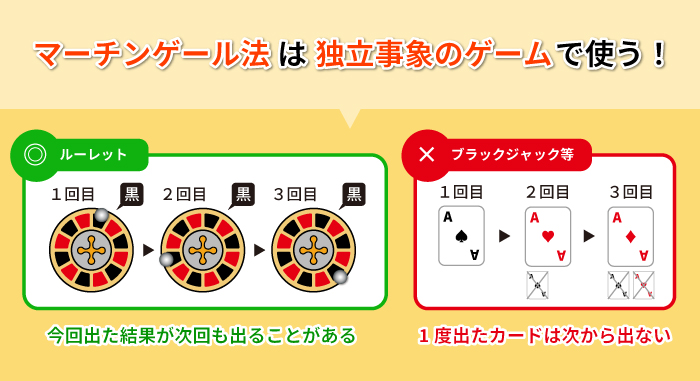 マーチンゲール法は独立事象のゲームで使う！
◎ ルーレット
1回目 黒 2回目 黒 3回目 黒
今回出た結果が次回も出ることがある
× ブラックジャック等
1回目 2回目 3回目
A A A
A A A
1度出たカードは次から出ない